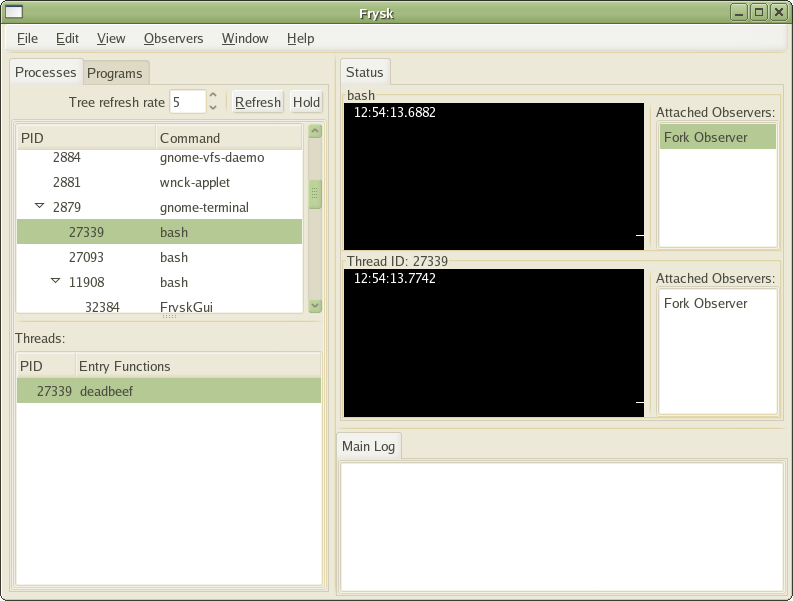 Frysk
File Edit View Observers Window Help
Processes Programs
Tree refresh rate 5 Refresh Hold
PID Command
2884 gnome-vfs-daemo
2881 wnck-applet
2879 gnome-terminal
27339 bash
27093 bash
11908 bash
32384 FryskGui
Threads:
PID Entry Functions
27339 deadbeef
Status
bash
12:54:13.6882
Attached Observers:
Fork Observer
Thread ID: 27339
12:54:13.7742
Attached Observers:
Fork Observer
Main Log